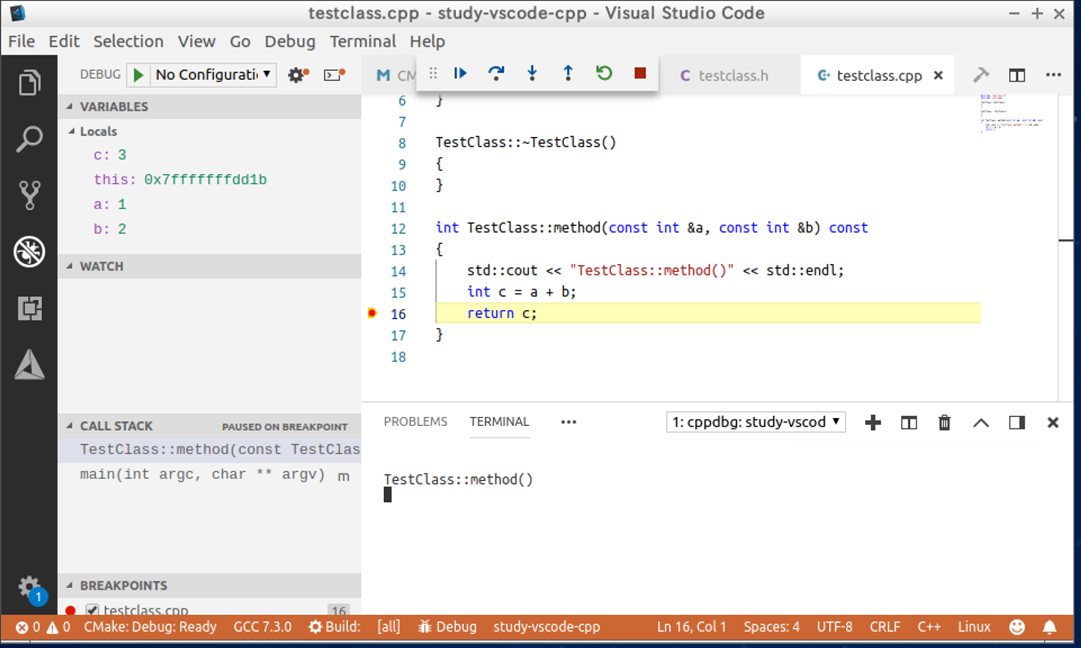 testclass.cpp - study-vscode-cpp - Visual Studio Code
File Edit Selection View Go Debug Terminal Help
DEBUG No Configurati
M CM
C testclass.h
testclass.cpp
VARIABLES
Locals
c: 3
this: 0x7fffffffdd1b
a: 1
b: 2
WATCH
CALL STACK PAUSED ON BREAKPOINT
TestClass::method(const TestClas
main(int argc, char ** argv) m
BREAKPOINTS
testclass.cpp 16
6 }
7
8 TestClass::~TestClass()
9 {
10 }
11
12 int TestClass::method(const int &a, const int &b) const
13 {
14 std::cout << "TestClass::method()" << std::endl;
15 int c = a + b;
16 return c;
17 }
18
PROBLEMS TERMINAL 1: cppdbg: study-vscod
TestClass::method()
1
0 0 CMake: Debug: Ready GCC 7.3.0 Build: [all] Debug study-vscode-cpp Ln 16, Col 1 Spaces: 4 UTF-8 CRLF C++ Linux